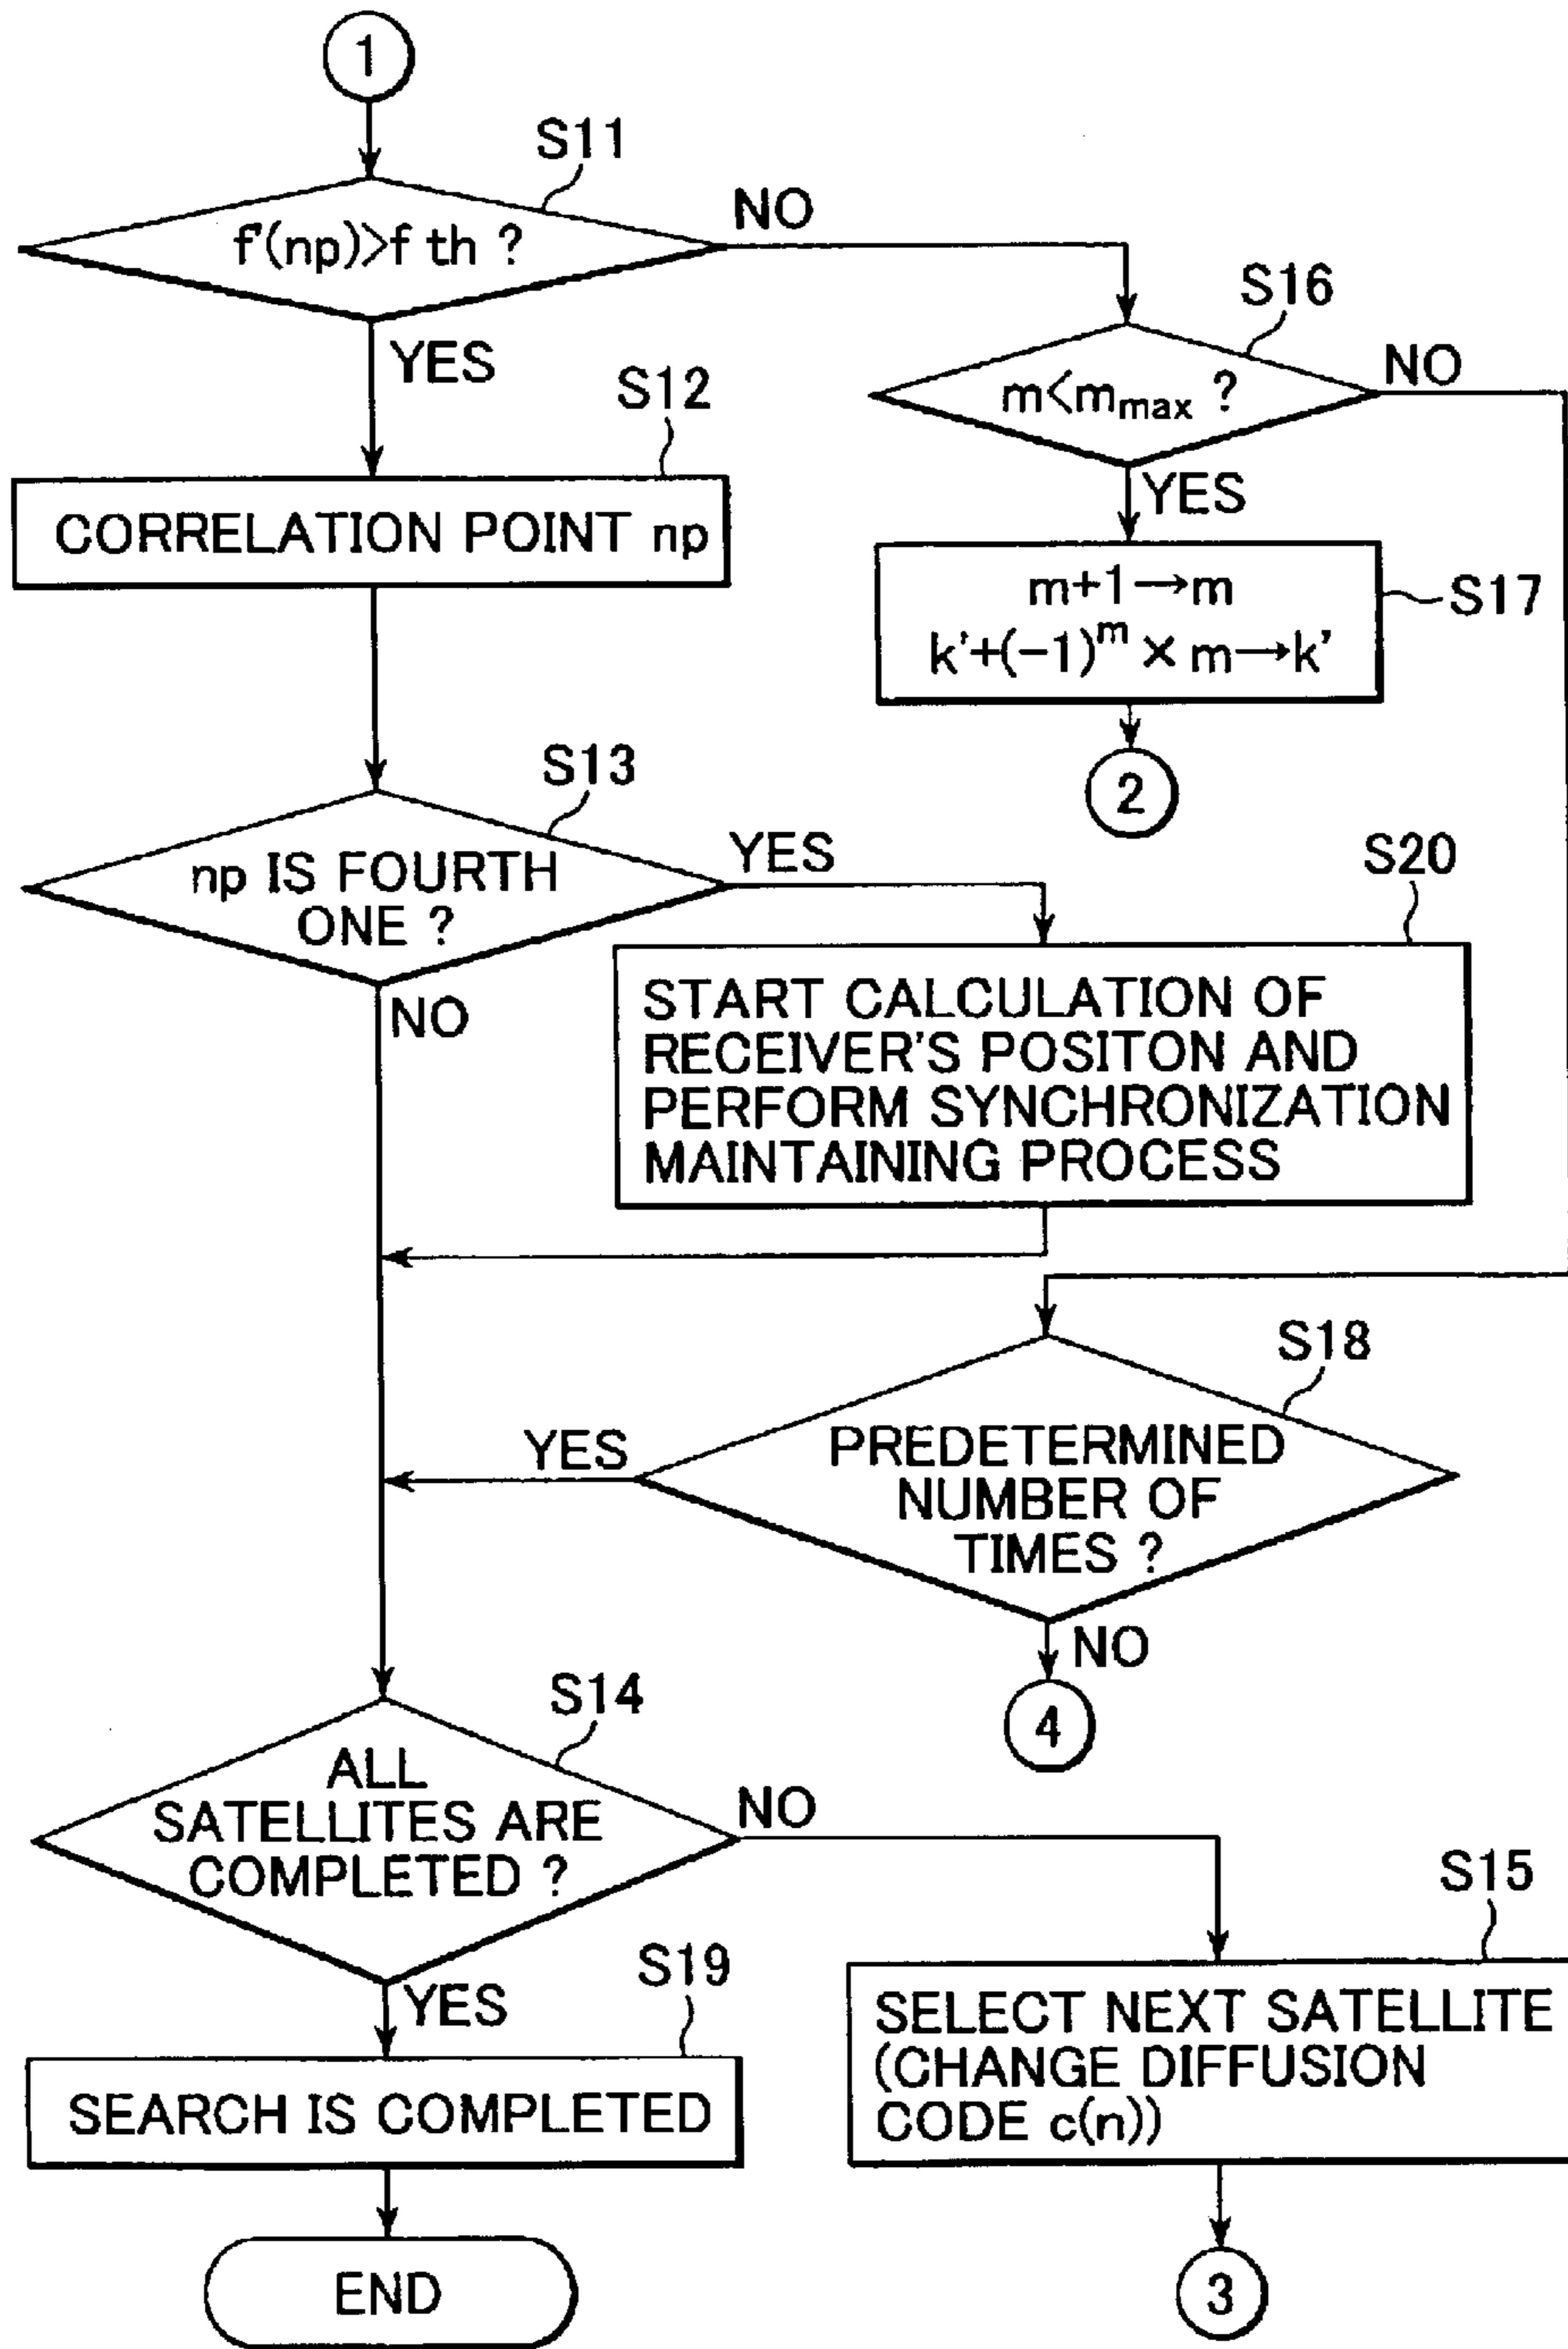 1
S11
f'(np)>f th ?
NO
YES
S16
m<mmax ?
NO
YES
S12
CORRELATION POINT np
m+1→m
k'+(-1)^m × m→k'
S17
2
S13
np IS FOURTH
ONE ?
YES
NO
S20
START CALCULATION OF
RECEIVER'S POSITON AND
PERFORM SYNCHRONIZATION
MAINTAINING PROCESS
S18
PREDETERMINED
NUMBER OF
TIMES ?
YES
NO
4
S14
ALL
SATELLITES ARE
COMPLETED ?
NO
YES
S15
SELECT NEXT SATELLITE
(CHANGE DIFFUSION
CODE c(n))
3
S19
SEARCH IS COMPLETED
END